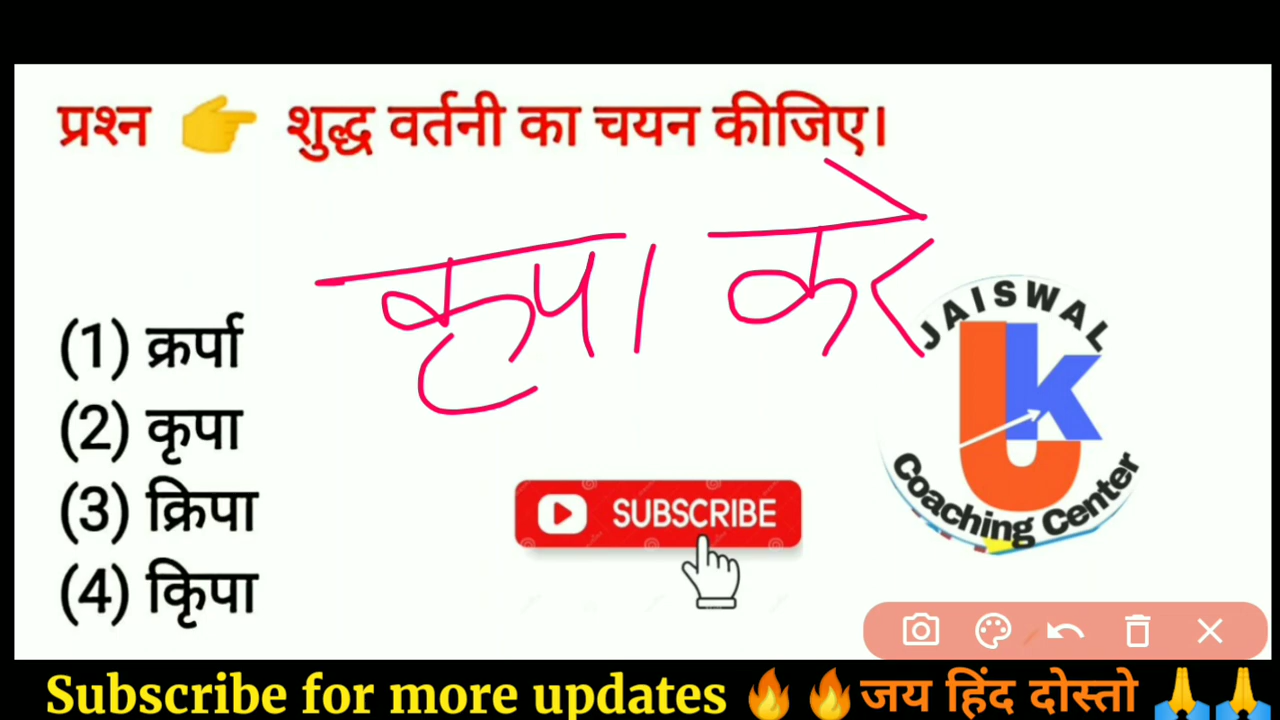 प्रश्न 👉 शुद्ध वर्तनी का चयन कीजिए।
कृपा करे
(1) क्रर्पा
(2) कृपा
(3) क्रिपा
(4) किृपा
JAISWAL
JK
Coaching Center
SUBSCRIBE
Subscribe for more updates 🔥🔥जय हिंद दोस्तो 🙏🙏